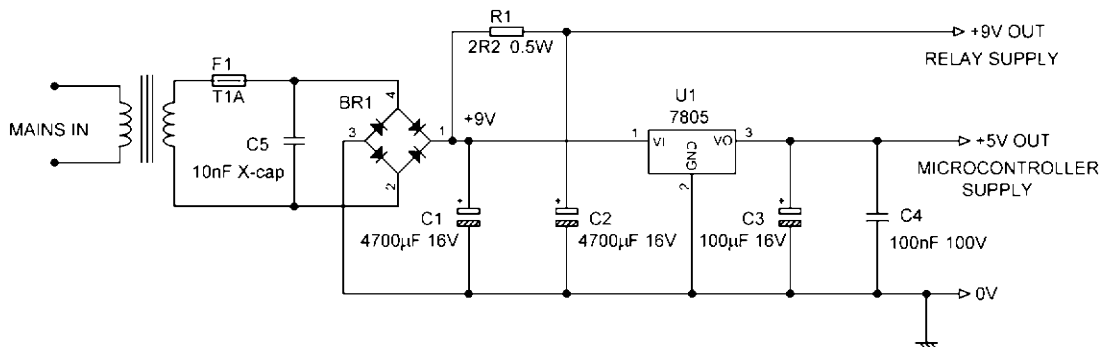 R1
2R2 0.5W
+9V OUT
RELAY SUPPLY
F1
T1A
MAINS IN
C5
10nF X-cap
BR1
4
3
1
2
+9V
U1
7805
1
VI
GND
VO
3
2
+5V OUT
MICROCONTROLLER
SUPPLY
+
C1
4700µF 16V
+
C2
4700µF 16V
+
C3
100µF 16V
C4
100nF 100V
0V